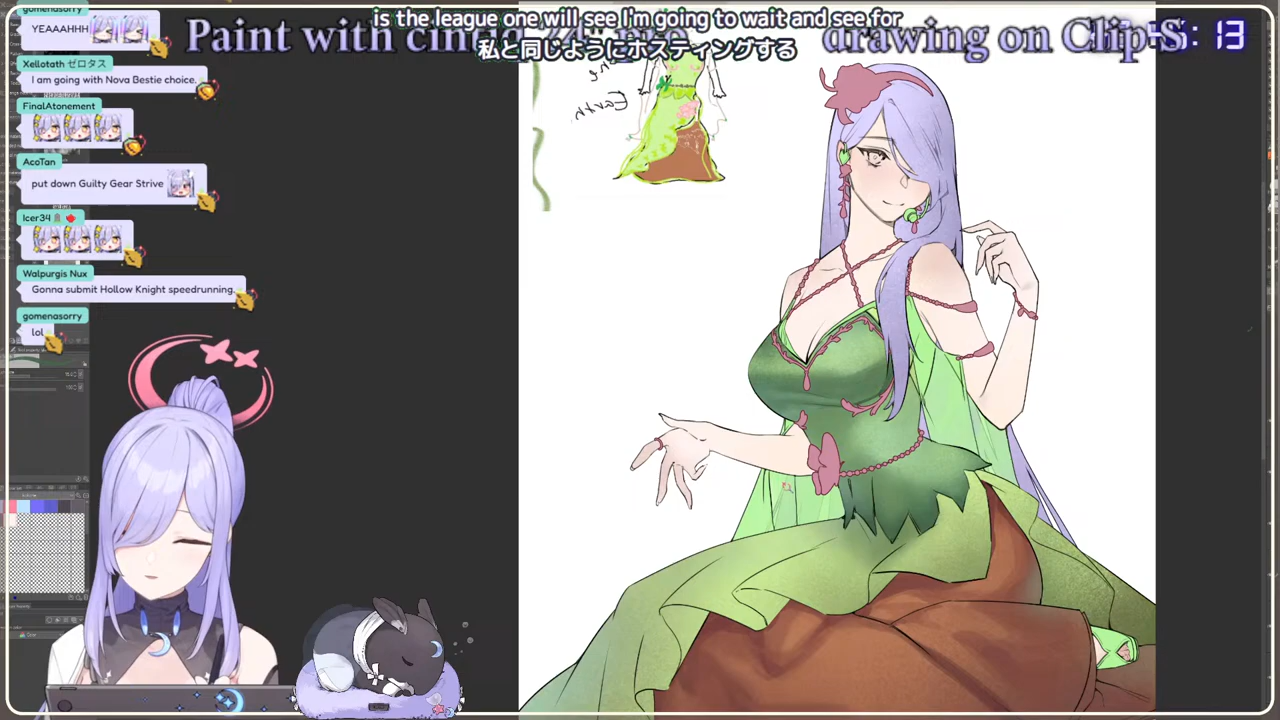 is the league one will see I'm going to wait and see for
私と同じようにホスティングする
Paint with cintiq
drawing on Clip S
13
gomenasorry
YEAAAHHH
Xellotath ゼロタス
I am going with Nova Bestie choice.
FinalAtonement
AcoTan
put down Guilty Gear Strive
Icer34
Walpurgis Nux
Gonna submit Hollow Knight speedrunning.
gomenasorry
lol
Earth